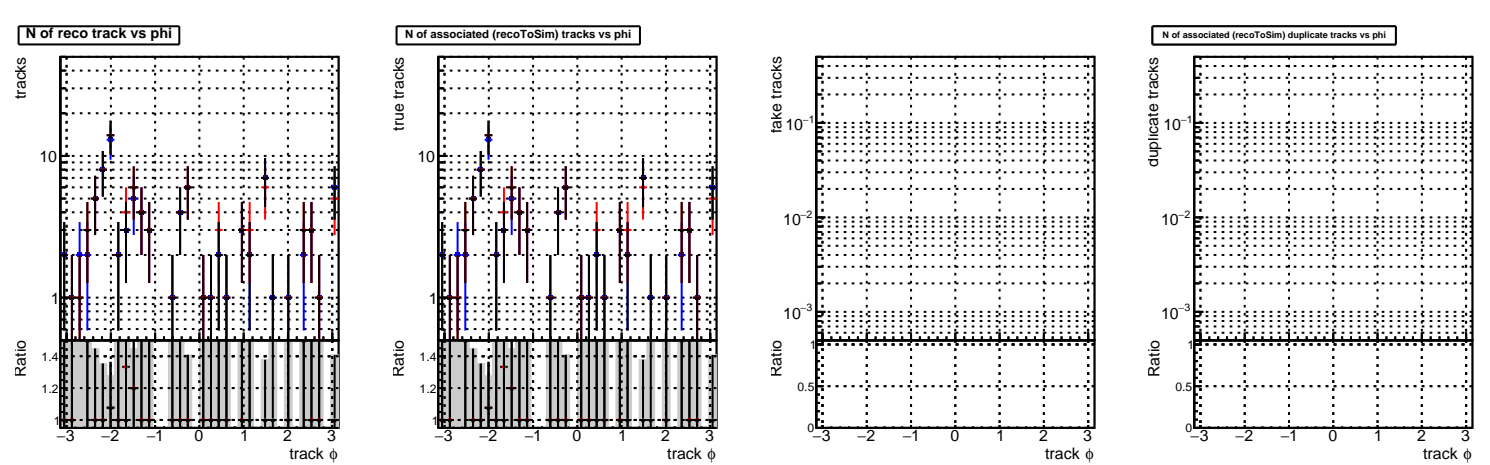 N of reco track vs phi
tracks
10
1
Ratio
1.4
1.2
1
−3 −2 −1 0 1 2 3
track ϕ
N of associated (recoToSim) tracks vs phi
true tracks
10
1
Ratio
1.4
1.2
1
−3 −2 −1 0 1 2 3
track ϕ
fake tracks
10−1
10−2
10−3
Ratio
1
0.5
0
−3 −2 −1 0 1 2 3
track ϕ
N of associated (recoToSim) duplicate tracks vs phi
duplicate tracks
10−1
10−2
10−3
Ratio
1
0.5
0
−3 −2 −1 0 1 2 3
track ϕ